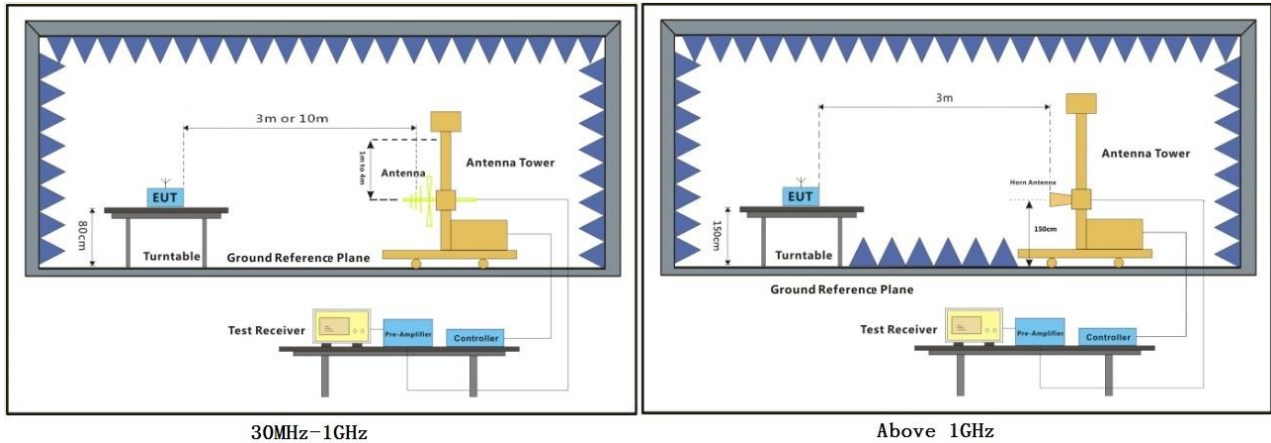 3m or 10m
1m to 4m
Antenna
Antenna Tower
EUT
80cm
Turntable
Ground Reference Plane
Test Receiver
Pre-Amplifier
Controller
30MHz-1GHz
3m
Antenna Tower
Horn Antenna
EUT
150cm
150cm
Turntable
Ground Reference Plane
Test Receiver
Pre-Amplifier
Controller
Above 1GHz